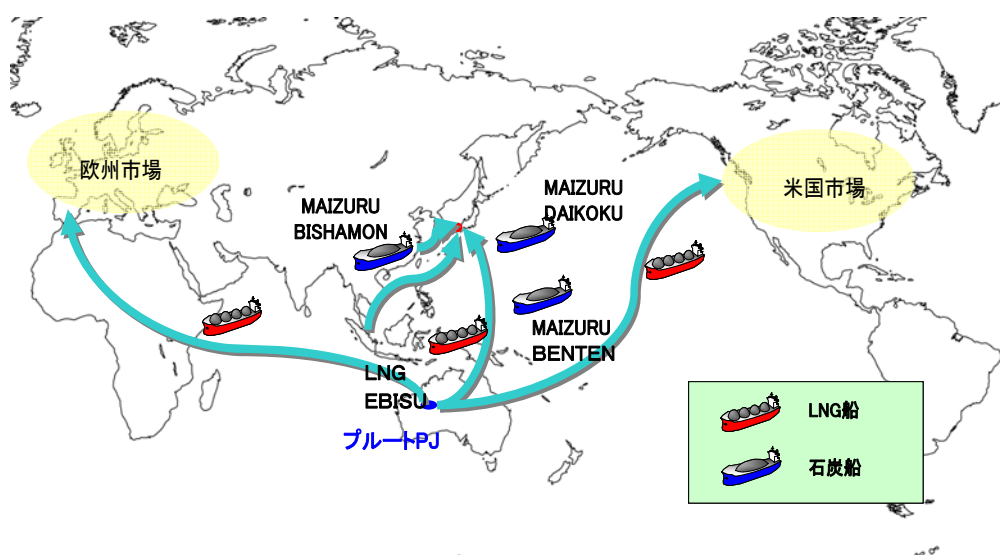 欧州市場
MAIZURU
BISHAMON
MAIZURU
DAIKOKU
米国市場
MAIZURU
BENTEN
LNG
EBISU
プルートPJ
LNG船
石炭船